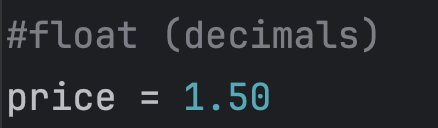 #float (decimals)
price = 1.50